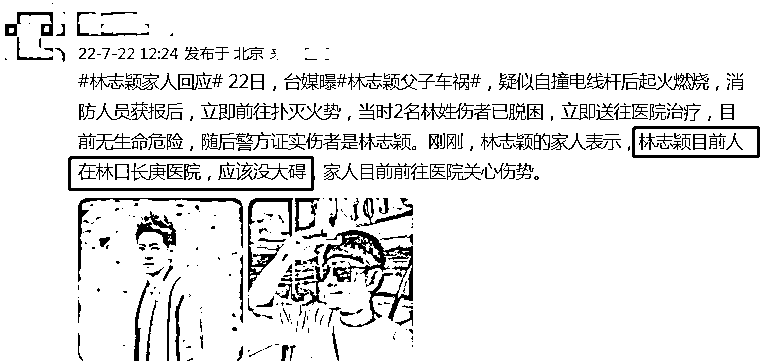 22-7-22 12:24 发布于 北京
#林志颖家人回应# 22日，台媒曝#林志颖父子车祸#，疑似自撞电线杆后起火燃烧，消
防人员获报后，立即前往扑灭火势，当时2名林姓伤者已脱困，立即送往医院治疗，目
前无生命危险，随后警方证实伤者是林志颖。刚刚，林志颖的家人表示，林志颖目前人
在林口长庚医院，应该没大碍，家人目前前往医院关心伤势。